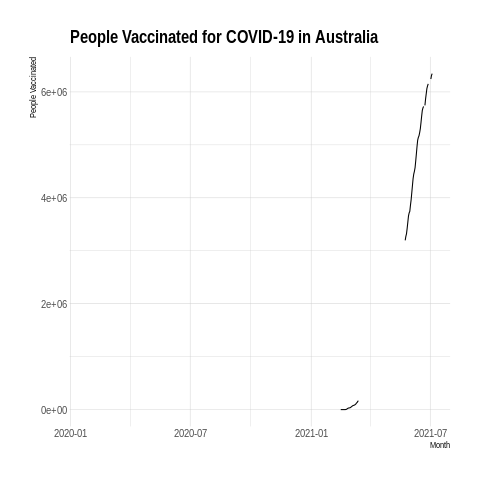 People Vaccinated for COVID-19 in Australia
People Vaccinated
6e+06
4e+06
2e+06
0e+00
2020-01 2020-07 2021-01 2021-07
Month